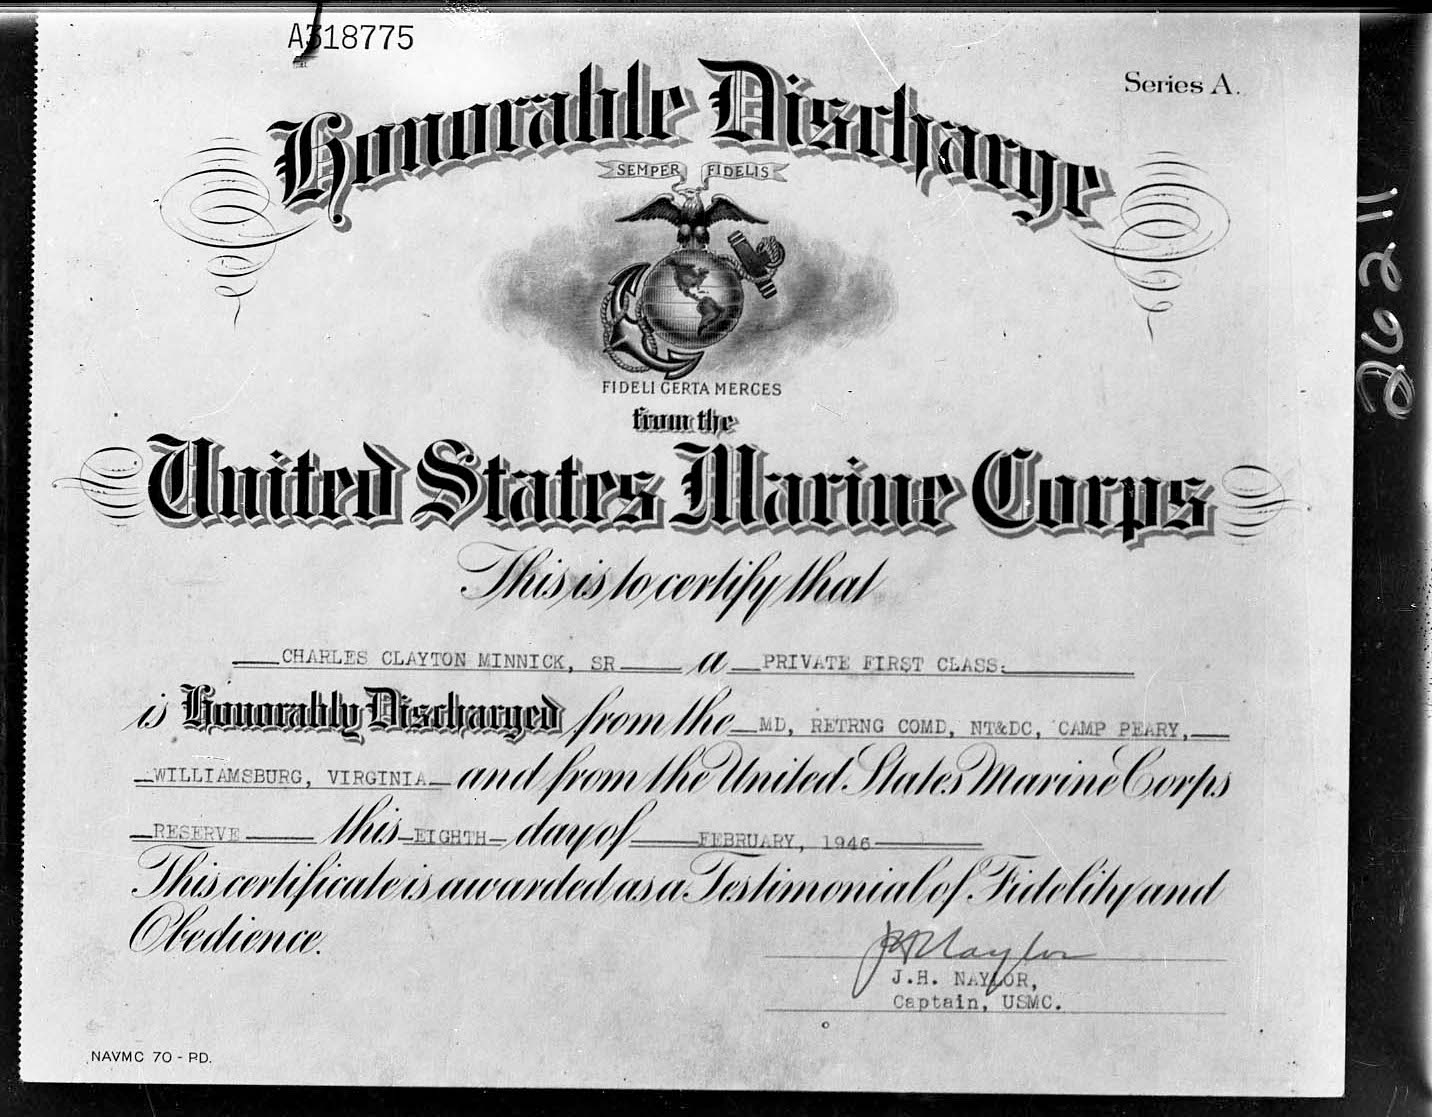 A318775
Series A.
Honorable Discharge
SEMPER FIDELIS
FIDELI CERTA MERCES
from the
United States Marine Corps
This is to certify that
CHARLES CLAYTON MINNICK, SR a PRIVATE FIRST CLASS
is Honorably Discharged from the MD, RETRNG COMD, NT&DC, CAMP PEARY,
WILLIAMSBURG, VIRGINIA and from the United States Marine Corps
RESERVE this EIGHTH day of FEBRUARY, 1946
This certificate is awarded as a Testimonial of Fidelity and
Obedience.
JHNaylor
J.H. NAYLOR,
Captain, USMC.
NAVMC 70 - PD.
26211